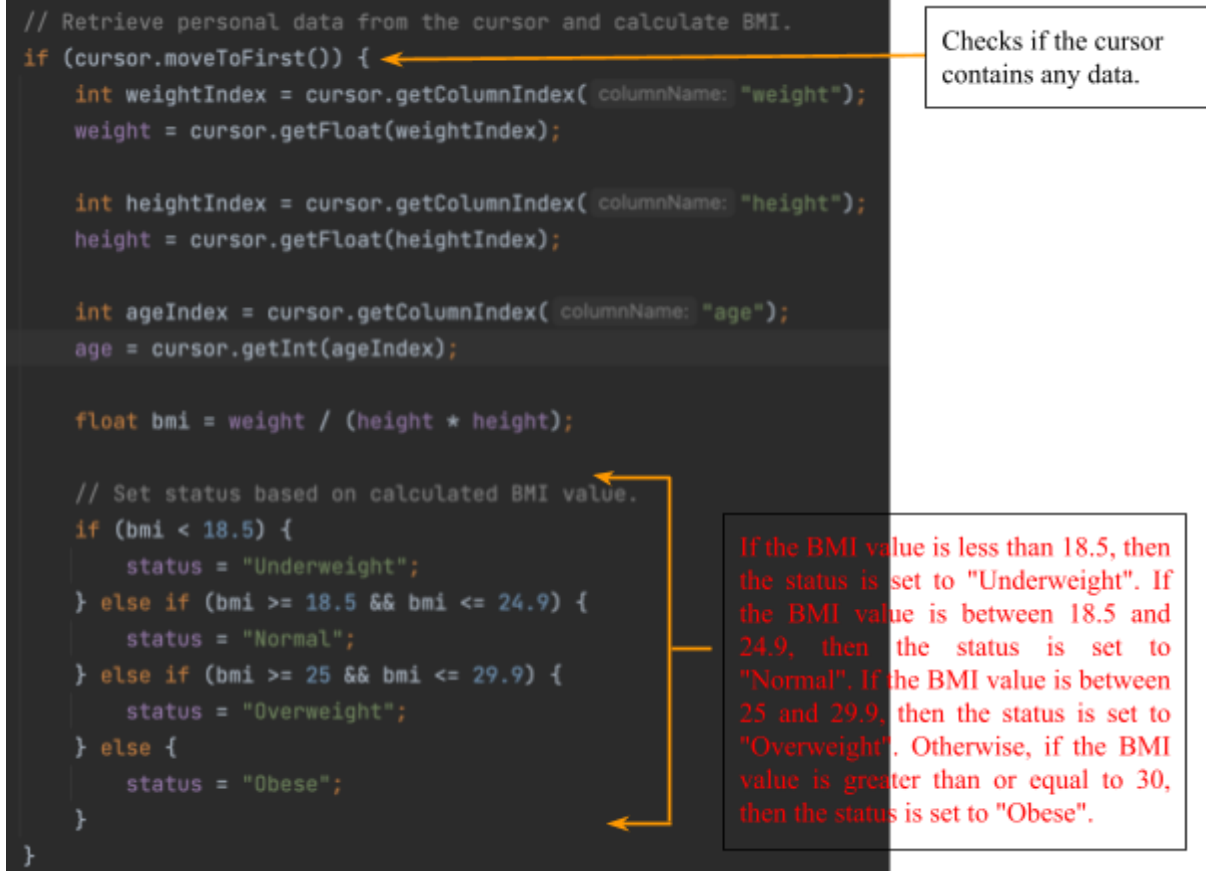 // Retrieve personal data from the cursor and calculate BMI.
if (cursor.moveToFirst()) {
Checks if the cursor
contains any data.
int weightIndex = cursor.getColumnIndex( columnName: "weight");
weight = cursor.getFloat(weightIndex);
int heightIndex = cursor.getColumnIndex( columnName: "height");
height = cursor.getFloat(heightIndex);
int ageIndex = cursor.getColumnIndex( columnName: "age");
age = cursor.getInt(ageIndex);
float bmi = weight / (height * height);
// Set status based on calculated BMI value.
if (bmi < 18.5) {
status = "Underweight";
} else if (bmi >= 18.5 && bmi <= 24.9) {
status = "Normal";
} else if (bmi >= 25 && bmi <= 29.9) {
status = "Overweight";
} else {
status = "Obese";
}
}
If the BMI value is less than 18.5, then
the status is set to "Underweight". If
the BMI value is between 18.5 and
24.9, then the status is set to
"Normal". If the BMI value is between
25 and 29.9, then the status is set to
"Overweight". Otherwise, if the BMI
value is greater than or equal to 30,
then the status is set to "Obese".